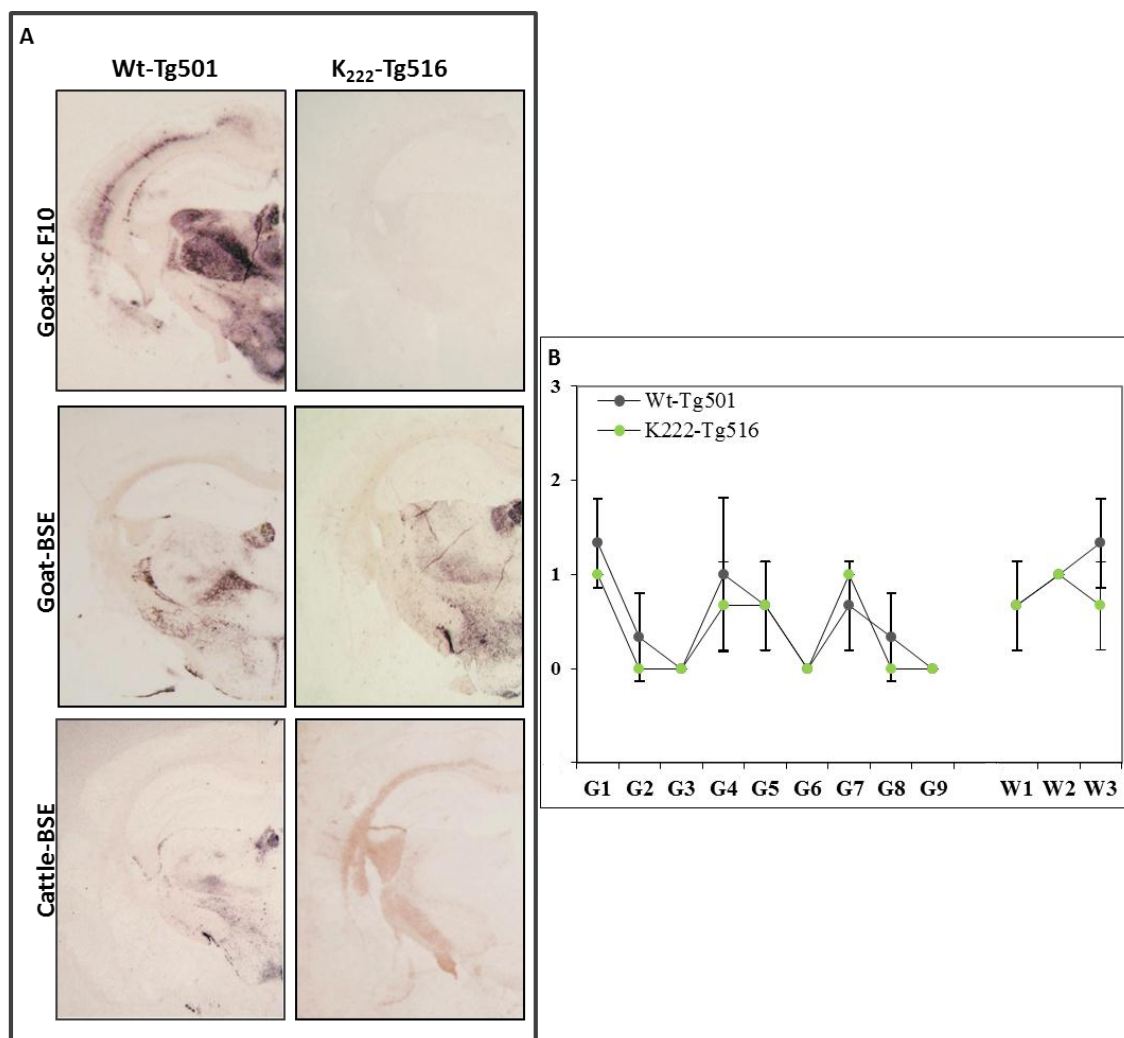 A
Wt-Tg501
K₂₂₂-Tg516
Goat-Sc F10
Goat-BSE
Cattle-BSE
B
3
Wt-Tg501
K222-Tg516
2
1
0
G1 G2 G3 G4 G5 G6 G7 G8 G9 W1 W2 W3